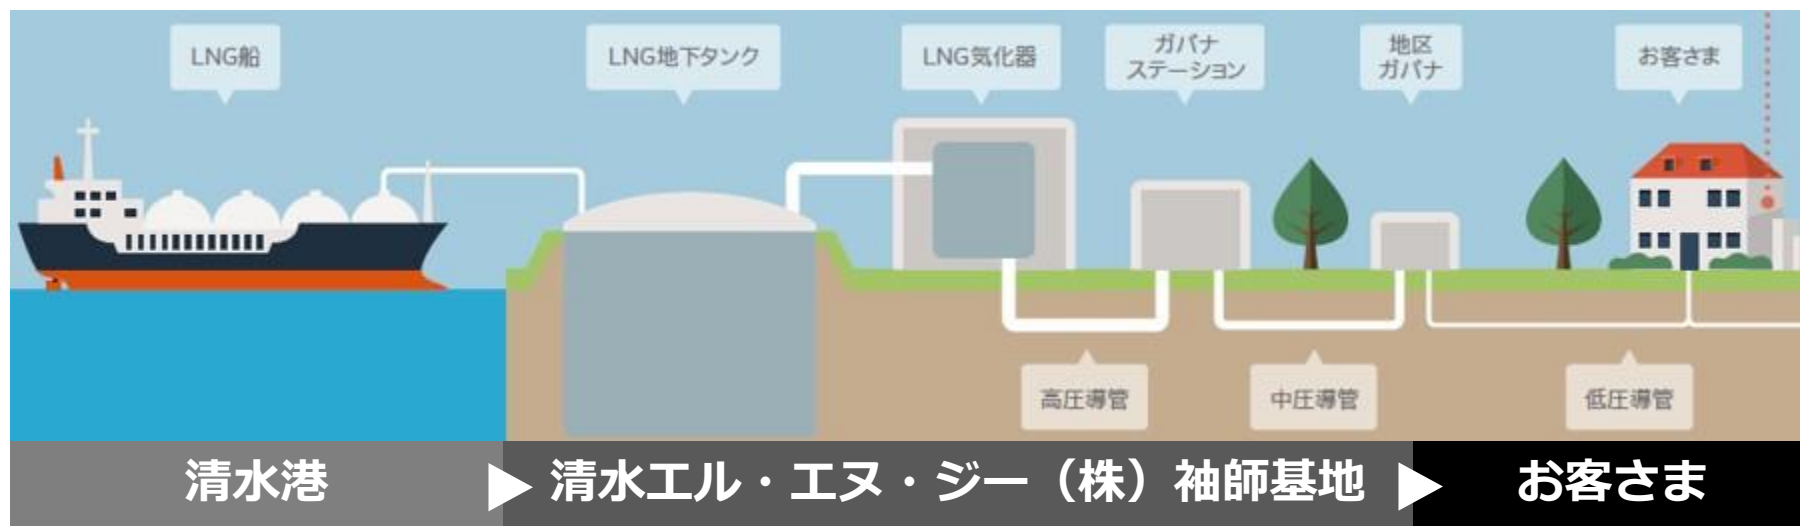 LNG船
LNG地下タンク
LNG気化器
ガバナ
ステーション
地区
ガバナ
お客さま
高圧導管
中圧導管
低圧導管
清水港
清水エル・エヌ・ジー（株）袖師基地
お客さま